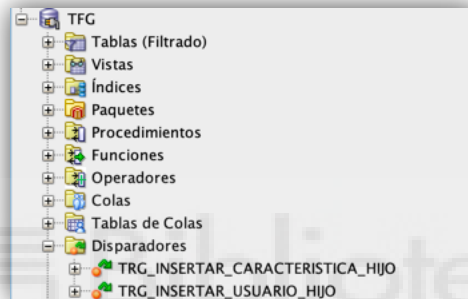 TFG
Tablas (Filtrado)
Vistas
Índices
Paquetes
Procedimientos
Funciones
Operadores
Colas
Tablas de Colas
Disparadores
TRG_INSERTAR_CARACTERISTICA_HIJO
TRG_INSERTAR_USUARIO_HIJO